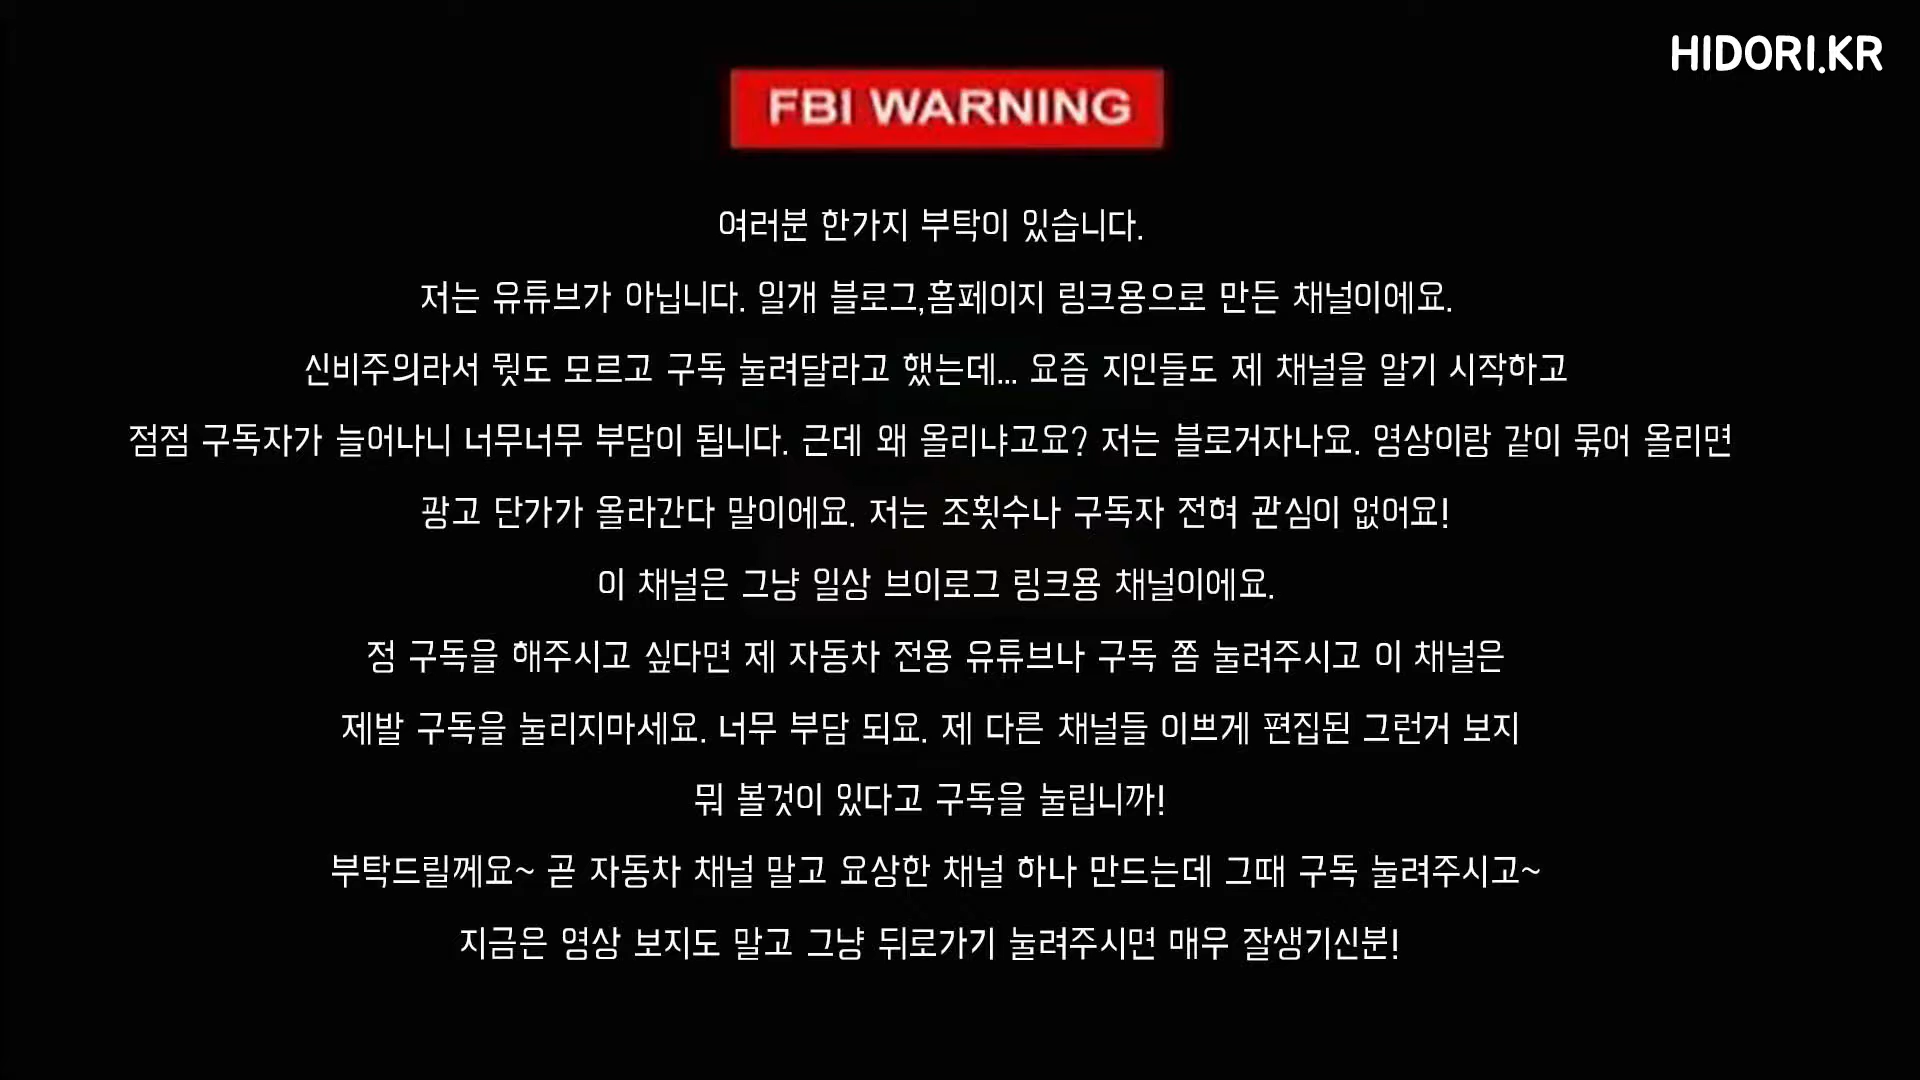 HIDORI.KR
FBI WARNING
여러분 한가지 부탁이 있습니다.
저는 유튜브가 아닙니다. 일개 블로그,홈페이지 링크용으로 만든 채널이에요.
신비주의라서 뭣도 모르고 구독 눌려달라고 했는데... 요즘 지인들도 제 채널을 알기 시작하고
점점 구독자가 늘어나니 너무너무 부담이 됩니다. 근데 왜 올리냐고요? 저는 블로거자나요. 영상이랑 같이 묶어 올리면
광고 단가가 올라간다 말이에요. 저는 조횟수나 구독자 전혀 관심이 없어요!
이 채널은 그냥 일상 브이로그 링크용 채널이에요.
정 구독을 해주시고 싶다면 제 자동차 전용 유튜브나 구독 쫌 눌려주시고 이 채널은
제발 구독을 눌리지마세요. 너무 부담 되요. 제 다른 채널들 이쁘게 편집된 그런거 보지
뭐 볼것이 있다고 구독을 눌립니까!
부탁드릴께요~ 곧 자동차 채널 말고 요상한 채널 하나 만드는데 그때 구독 눌려주시고~
지금은 영상 보지도 말고 그냥 뒤로가기 눌려주시면 매우 잘생기신분!